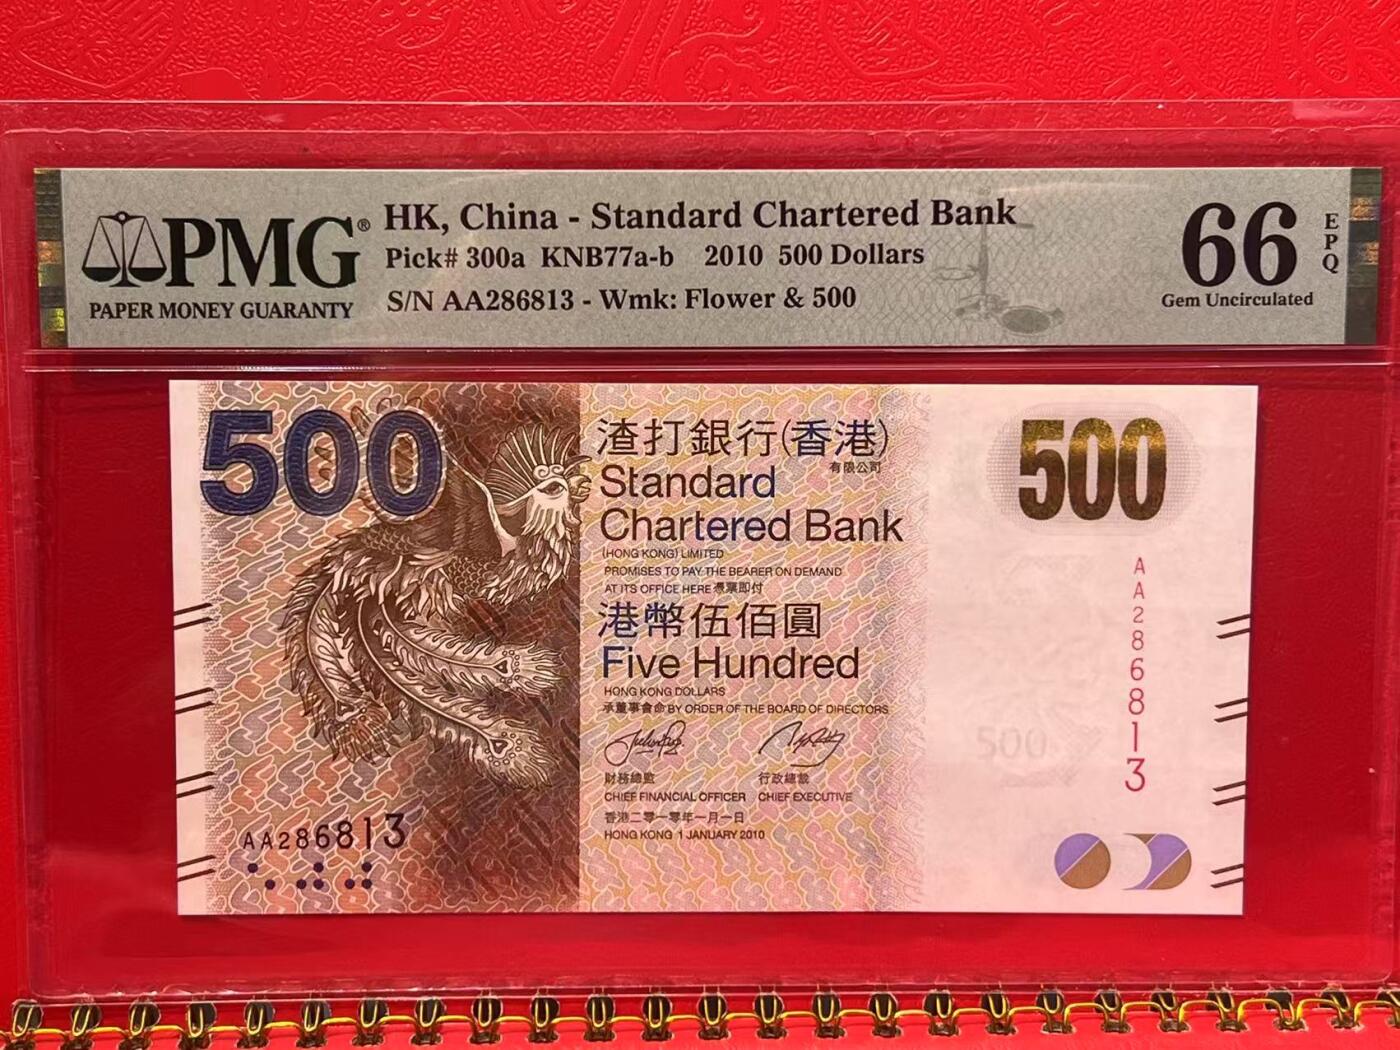 PMG®
PAPER MONEY GUARANTY
HK, China - Standard Chartered Bank
Pick# 300a KNB77a-b 2010 500 Dollars
S/N AA286813 - Wmk: Flower & 500
66
EPQ
Gem Uncirculated
500
渣打銀行(香港)
有限公司
Standard
Chartered Bank
(HONG KONG) LIMITED
PROMISES TO PAY THE BEARER ON DEMAND
AT ITS OFFICE HERE 憑票即付
港幣伍佰圓
Five Hundred
HONG KONG DOLLARS
承董事會命 BY ORDER OF THE BOARD OF DIRECTORS
財務總監 行政總裁
CHIEF FINANCIAL OFFICER CHIEF EXECUTIVE
香港二零一零年一月一日
HONG KONG 1 JANUARY 2010
AA286813
500
AA286813
500